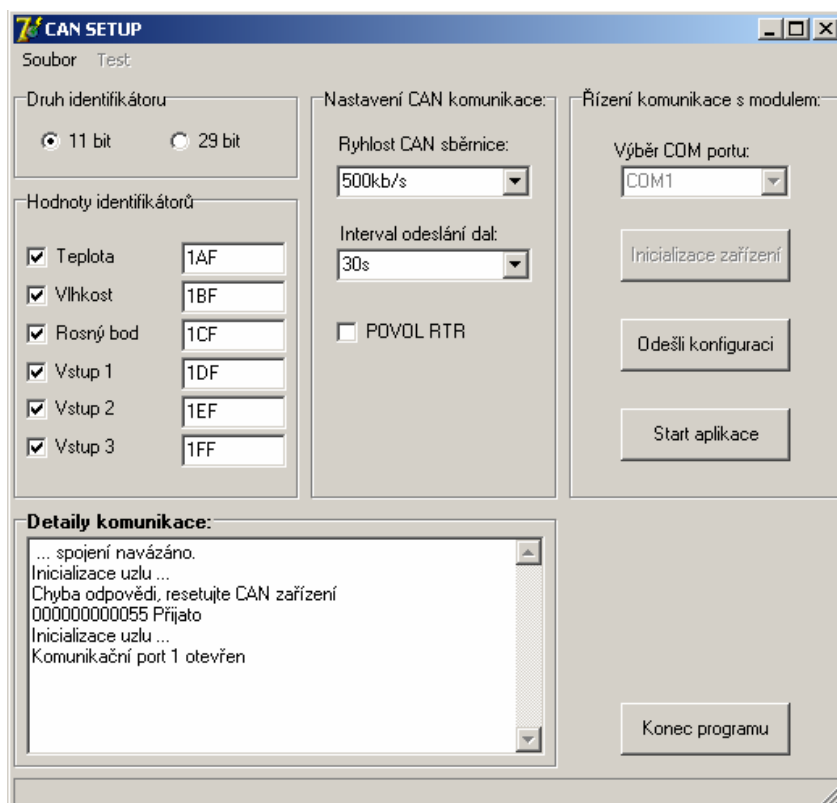 CAN SETUP
Soubor Test
Druh identifikátoru
11 bit 29 bit
Hodnoty identifikátorů
Teplota 1AF
Vlhkost 1BF
Rosný bod 1CF
Vstup 1 1DF
Vstup 2 1EF
Vstup 3 1FF
Nastavení CAN komunikace:
Ryhlost CAN sběrnice:
500kb/s
Interval odeslání dal:
30s
POVOL RTR
Řízení komunikace s modulem:
Výběr COM portu:
COM1
Inicializace zařízení
Odešli konfiguraci
Start aplikace
Detaily komunikace:
... spojení navázáno.
Inicializace uzlu ...
Chyba odpovědi, resetujte CAN zařízení
000000000055 Přijato
Inicializace uzlu ...
Komunikační port 1 otevřen
Konec programu